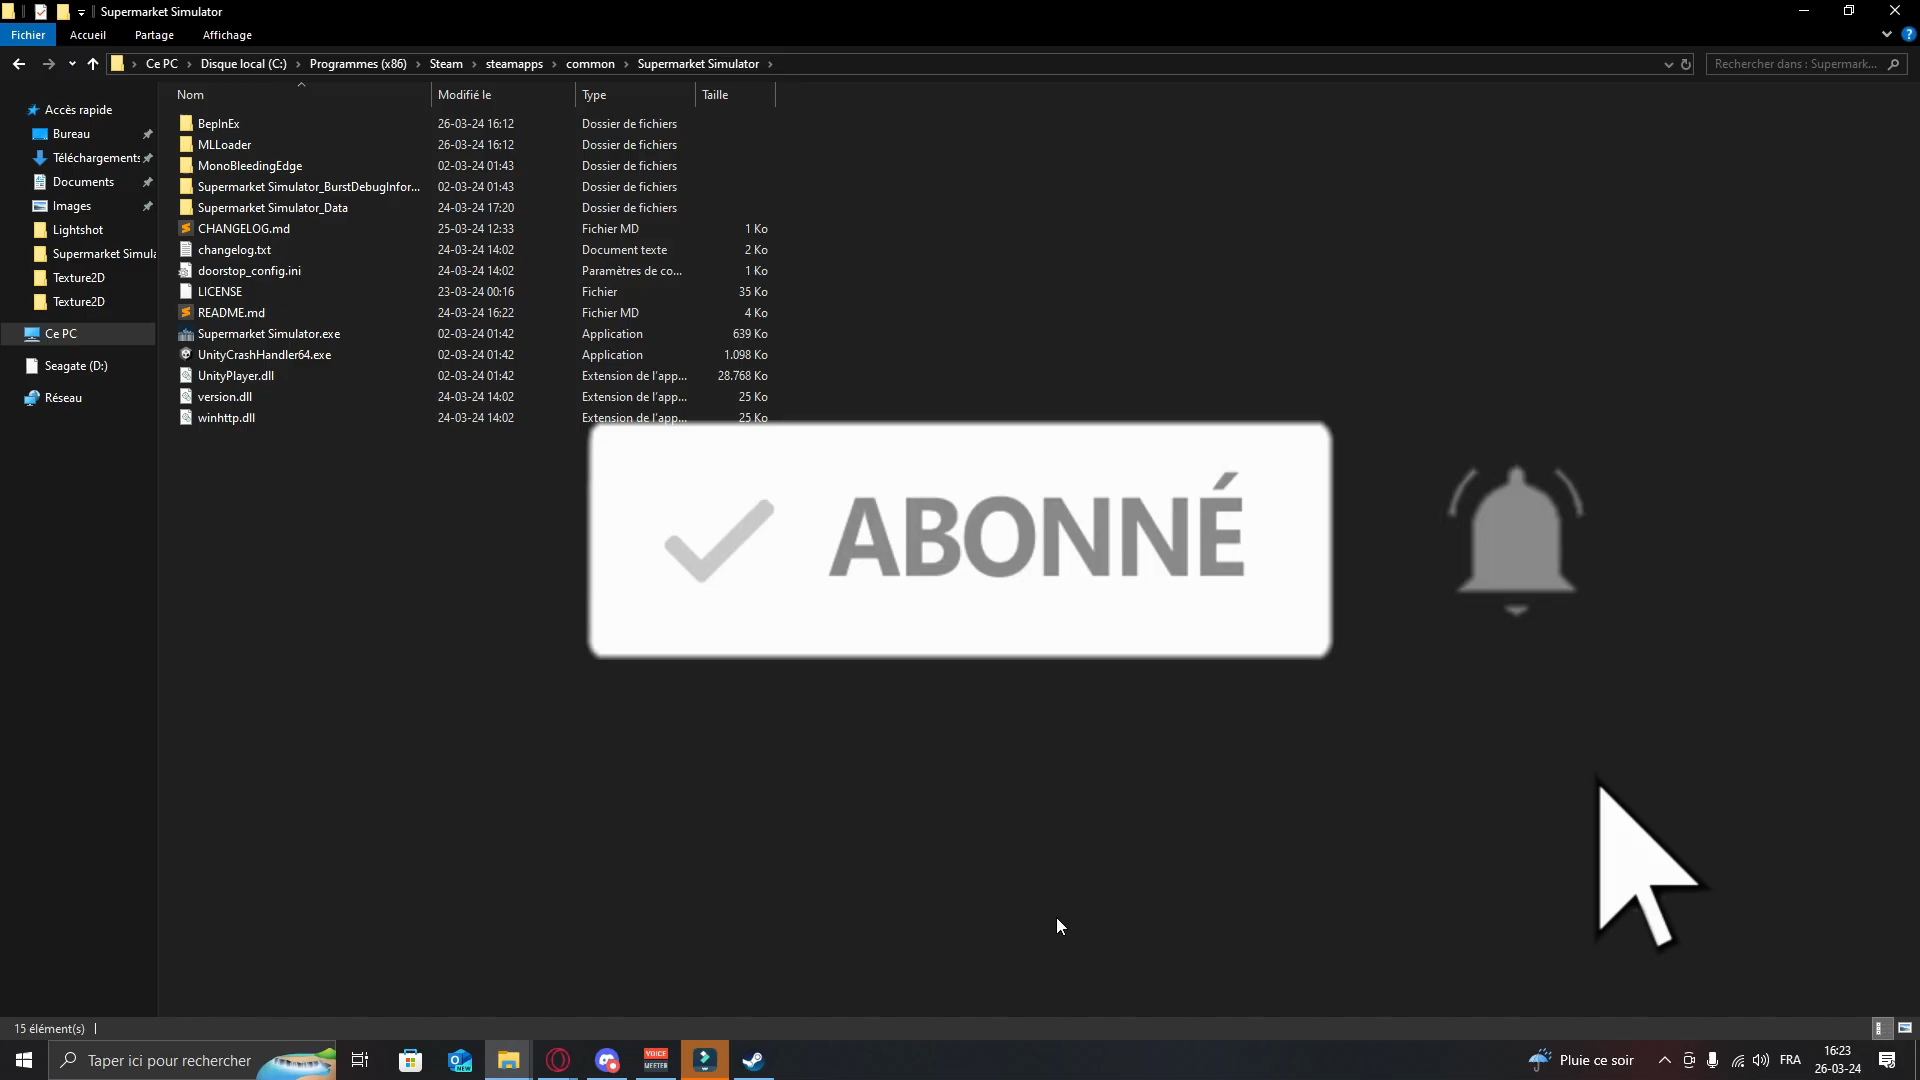 Supermarket Simulator
Fichier Accueil Partage Affichage
Ce PC Disque local (C:) Programmes (x86) Steam steamapps common Supermarket Simulator
Rechercher dans : Supermark...
Nom Modifié le Type Taille
Accès rapide
Bureau
Téléchargements
Documents
Images
Lightshot
Supermarket Simula
Texture2D
Texture2D
Ce PC
Seagate (D:)
Réseau
BepInEx 26-03-24 16:12 Dossier de fichiers
MLLoader 26-03-24 16:12 Dossier de fichiers
MonoBleedingEdge 02-03-24 01:43 Dossier de fichiers
Supermarket Simulator_BurstDebugInfor... 02-03-24 01:43 Dossier de fichiers
Supermarket Simulator_Data 24-03-24 17:20 Dossier de fichiers
CHANGELOG.md 25-03-24 12:33 Fichier MD 1 Ko
changelog.txt 24-03-24 14:02 Document texte 2 Ko
doorstop_config.ini 24-03-24 14:02 Paramètres de co... 1 Ko
LICENSE 23-03-24 00:16 Fichier 35 Ko
README.md 24-03-24 16:22 Fichier MD 4 Ko
Supermarket Simulator.exe 02-03-24 01:42 Application 639 Ko
UnityCrashHandler64.exe 02-03-24 01:42 Application 1.098 Ko
UnityPlayer.dll 02-03-24 01:42 Extension de l'app... 28.768 Ko
version.dll 24-03-24 14:02 Extension de l'app... 25 Ko
winhttp.dll 24-03-24 14:02 Extension de l'app... 25 Ko
ABONNÉ
15 élément(s)
Taper ici pour rechercher
NEW
VOICE
MEETER
Pluie ce soir
FRA
16:23
26-03-24